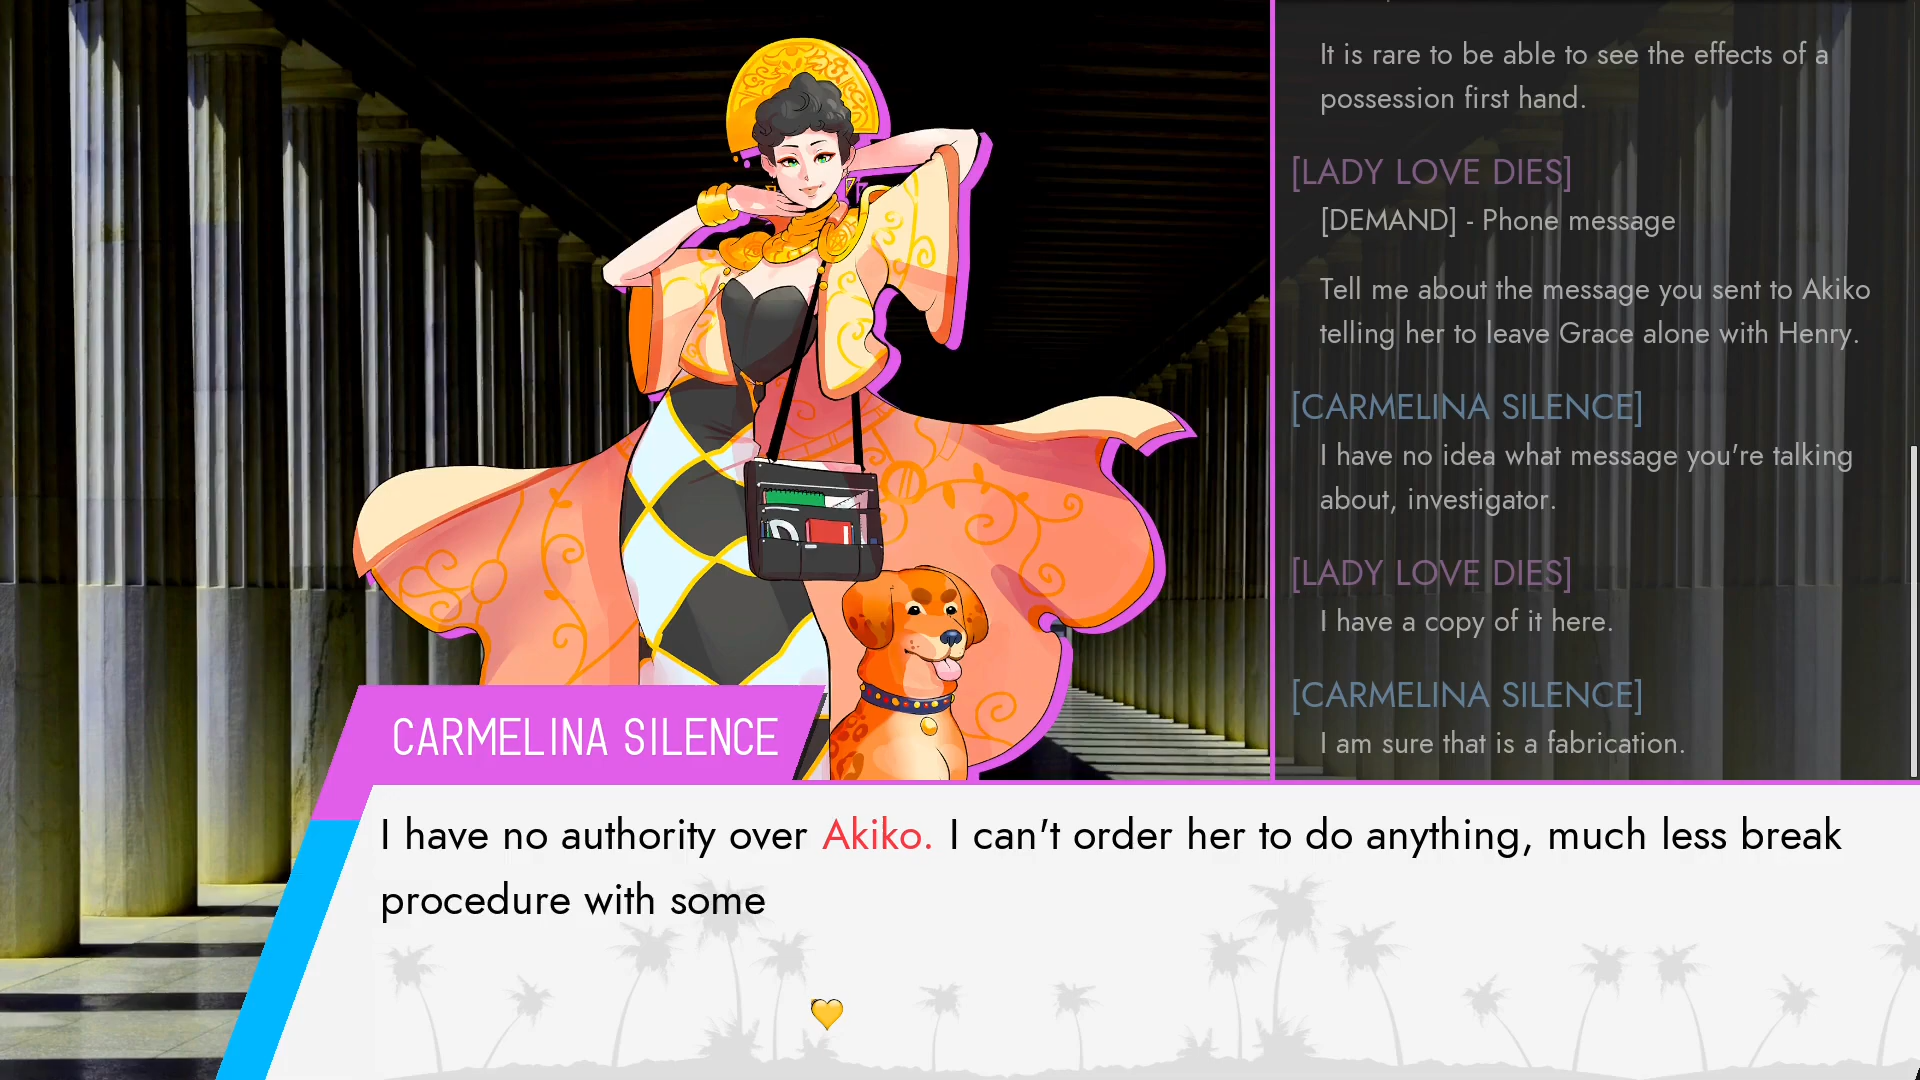 It is rare to be able to see the effects of a
possession first hand.
[LADY LOVE DIES]
[DEMAND] - Phone message
Tell me about the message you sent to Akiko
telling her to leave Grace alone with Henry.
[CARMELINA SILENCE]
I have no idea what message you're talking
about, investigator.
[LADY LOVE DIES]
I have a copy of it here.
[CARMELINA SILENCE]
I am sure that is a fabrication.
CARMELINA SILENCE
I have no authority over Akiko. I can't order her to do anything, much less break
procedure with some